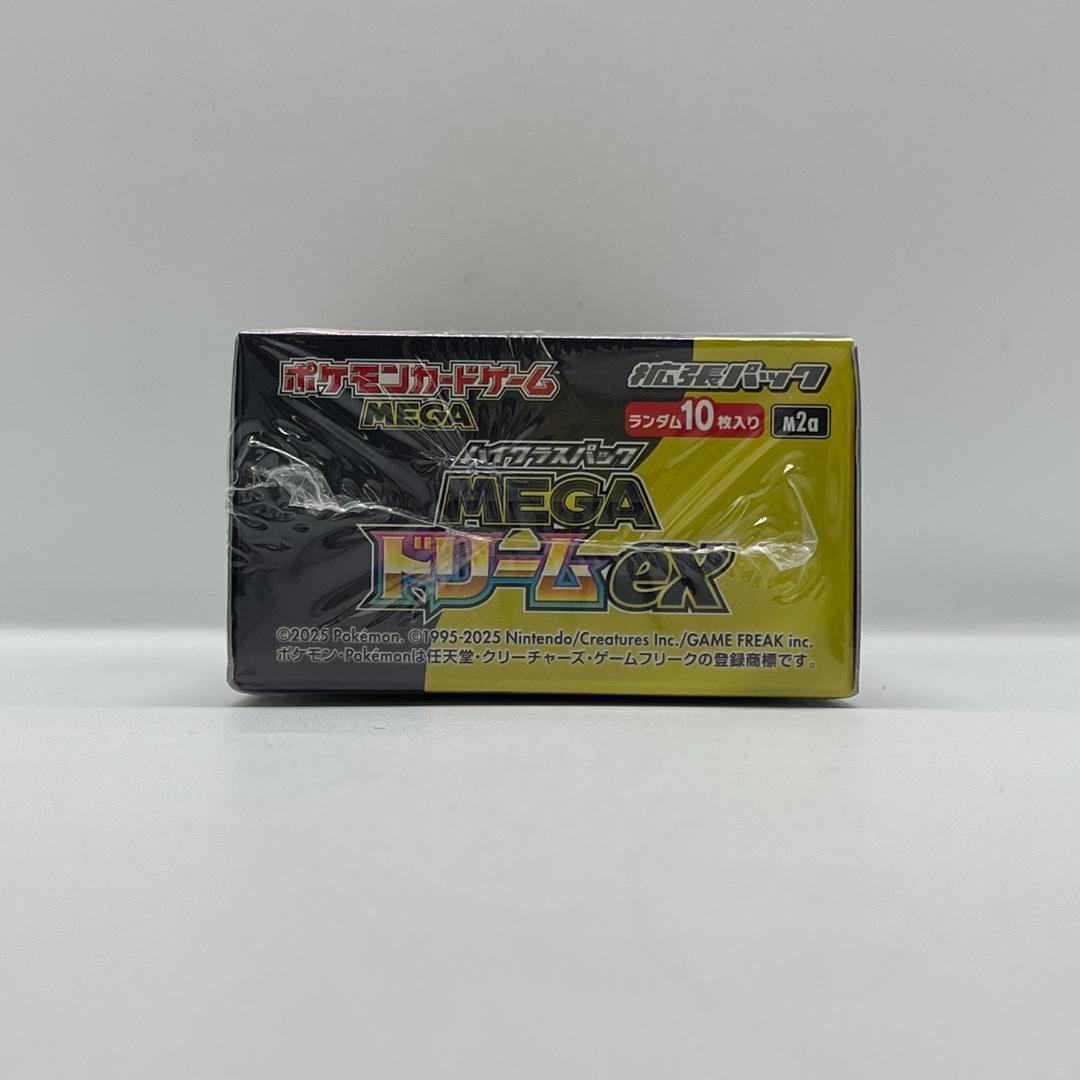 ポケモンカードゲーム
MEGA
拡張パック
ランダム10枚入り M2a
ハイクラスパック
MEGA
ドリームex
©2025 Pokémon. ©1995-2025 Nintendo/Creatures Inc./GAME FREAK inc.
ポケモン・Pokémonは任天堂・クリーチャーズ・ゲームフリークの登録商標です。